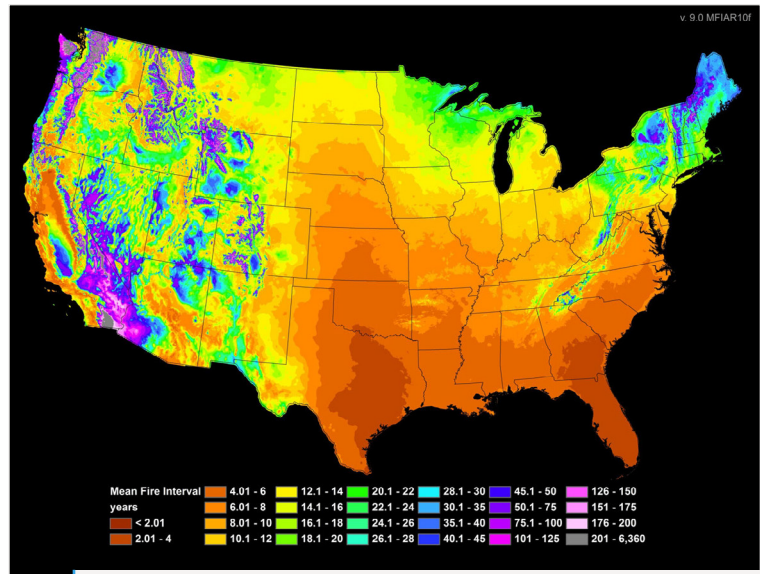 v. 9.0 MFIAR10f
Mean Fire Interval
years
< 2.01
2.01 - 4
4.01 - 6
6.01 - 8
8.01 - 10
10.1 - 12
12.1 - 14
14.1 - 16
16.1 - 18
18.1 - 20
20.1 - 22
22.1 - 24
24.1 - 26
26.1 - 28
28.1 - 30
30.1 - 35
35.1 - 40
40.1 - 45
45.1 - 50
50.1 - 75
75.1 - 100
101 - 125
126 - 150
151 - 175
176 - 200
201 - 6,360